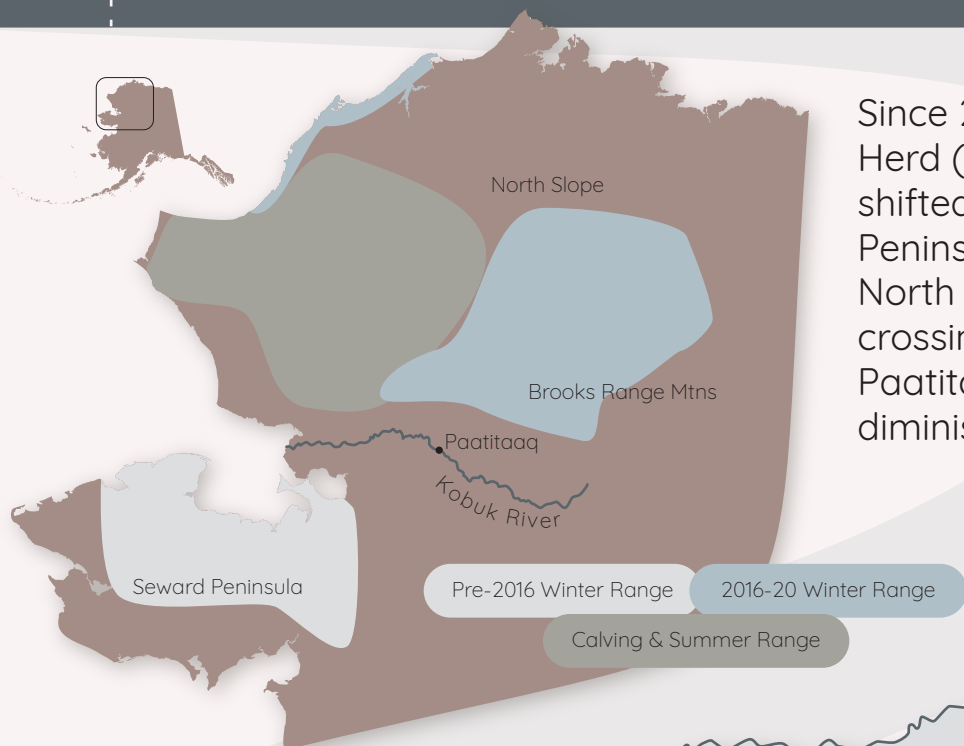 North Slope
Brooks Range Mtns
Paatitaaq
Kobuk River
Seward Peninsula
Pre-2016 Winter Range
2016-20 Winter Range
Calving & Summer Range
Since
Herd (
shifted
Penins
North
crossin
Paatita
diminis